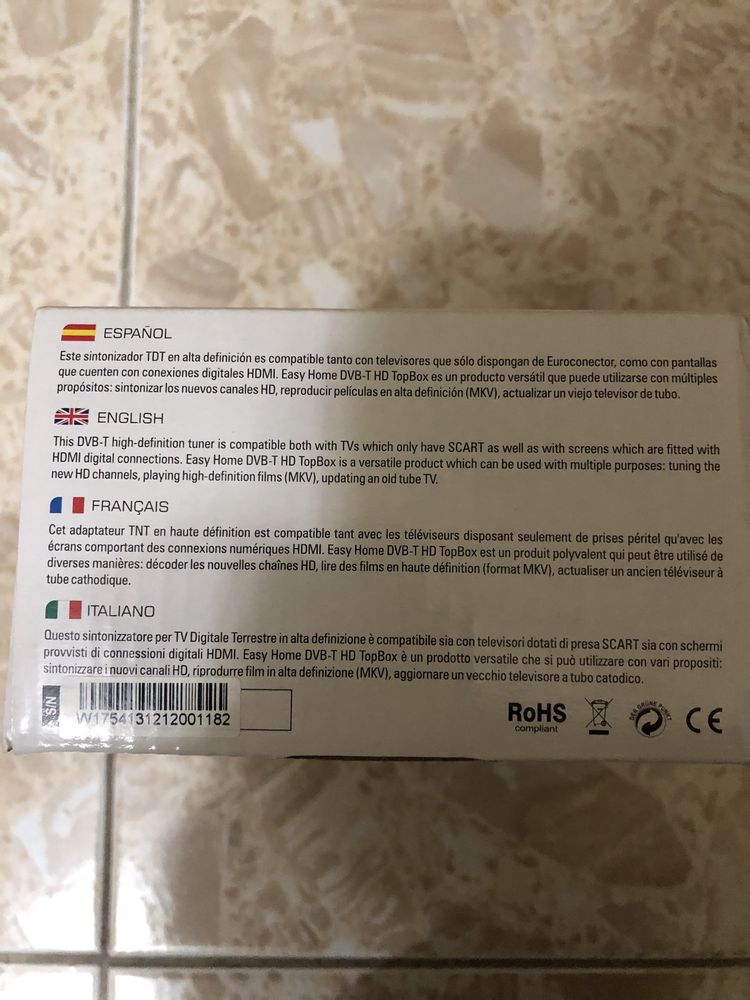 ESPAÑOL
Este sintonizador TDT en alta definición es compatible tanto con televisores que sólo dispongan de Euroconector, como con pantallas
que cuenten con conexiones digitales HDMI. Easy Home DVB-T HD TopBox es un producto versátil que puede utilizarse con múltiples
propósitos: sintonizar los nuevos canales HD, reproducir películas en alta definición (MKV), actualizar un viejo televisor de tubo.
ENGLISH
This DVB-T high-definition tuner is compatible both with TVs which only have SCART as well as with screens which are fitted with
HDMI digital connections. Easy Home DVB-T HD TopBox is a versatile product which can be used with multiple purposes: tuning the
new HD channels, playing high-definition films (MKV), updating an old tube TV.
FRANÇAIS
Cet adaptateur TNT en haute définition est compatible tant avec les téléviseurs disposant seulement de prises péritel qu'avec les
écrans comportant des connexions numériques HDMI. Easy Home DVB-T HD TopBox est un produit polyvalent qui peut être utilisé de
diverses manières: décoder les nouvelles chaînes HD, lire des films en haute définition (format MKV), actualiser un ancien téléviseur à
tube cathodique.
ITALIANO
Questo sintonizzatore per TV Digitale Terrestre in alta definizione è compatibile sia con televisori dotati di presa SCART sia con schermi
provvisti di connessioni digitali HDMI. Easy Home DVB-T HD TopBox è un prodotto versatile che si può utilizzare con vari propositi:
sintonizzare i nuovi canali HD, riprodurre film in alta definizione (MKV), aggiornare un vecchio televisore a tubo catodico.
S/N
W1754131212001182
RoHS
compliant
DER GRÜNE PUNKT
CE